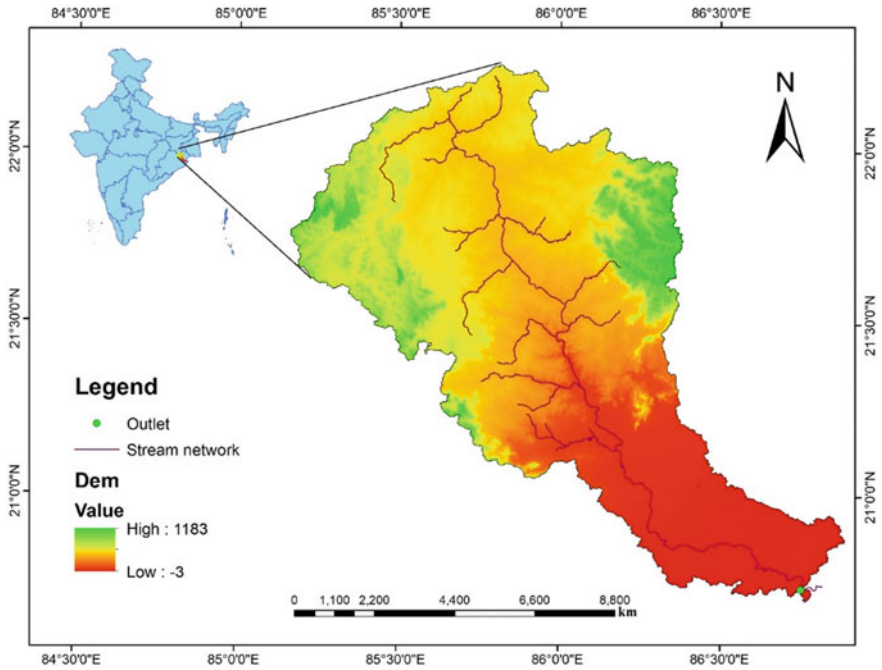 84°30'0"E 85°0'0"E 85°30'0"E 86°0'0"E 86°30'0"E
N
22°0'0"N 22°0'0"N
21°30'0"N 21°30'0"N
Legend
Outlet
Stream network
Dem
Value
High : 1183
Low : -3
21°0'0"N 21°0'0"N
0 1,100 2,200 4,400 6,600 8,800
km
84°30'0"E 85°0'0"E 85°30'0"E 86°0'0"E 86°30'0"E